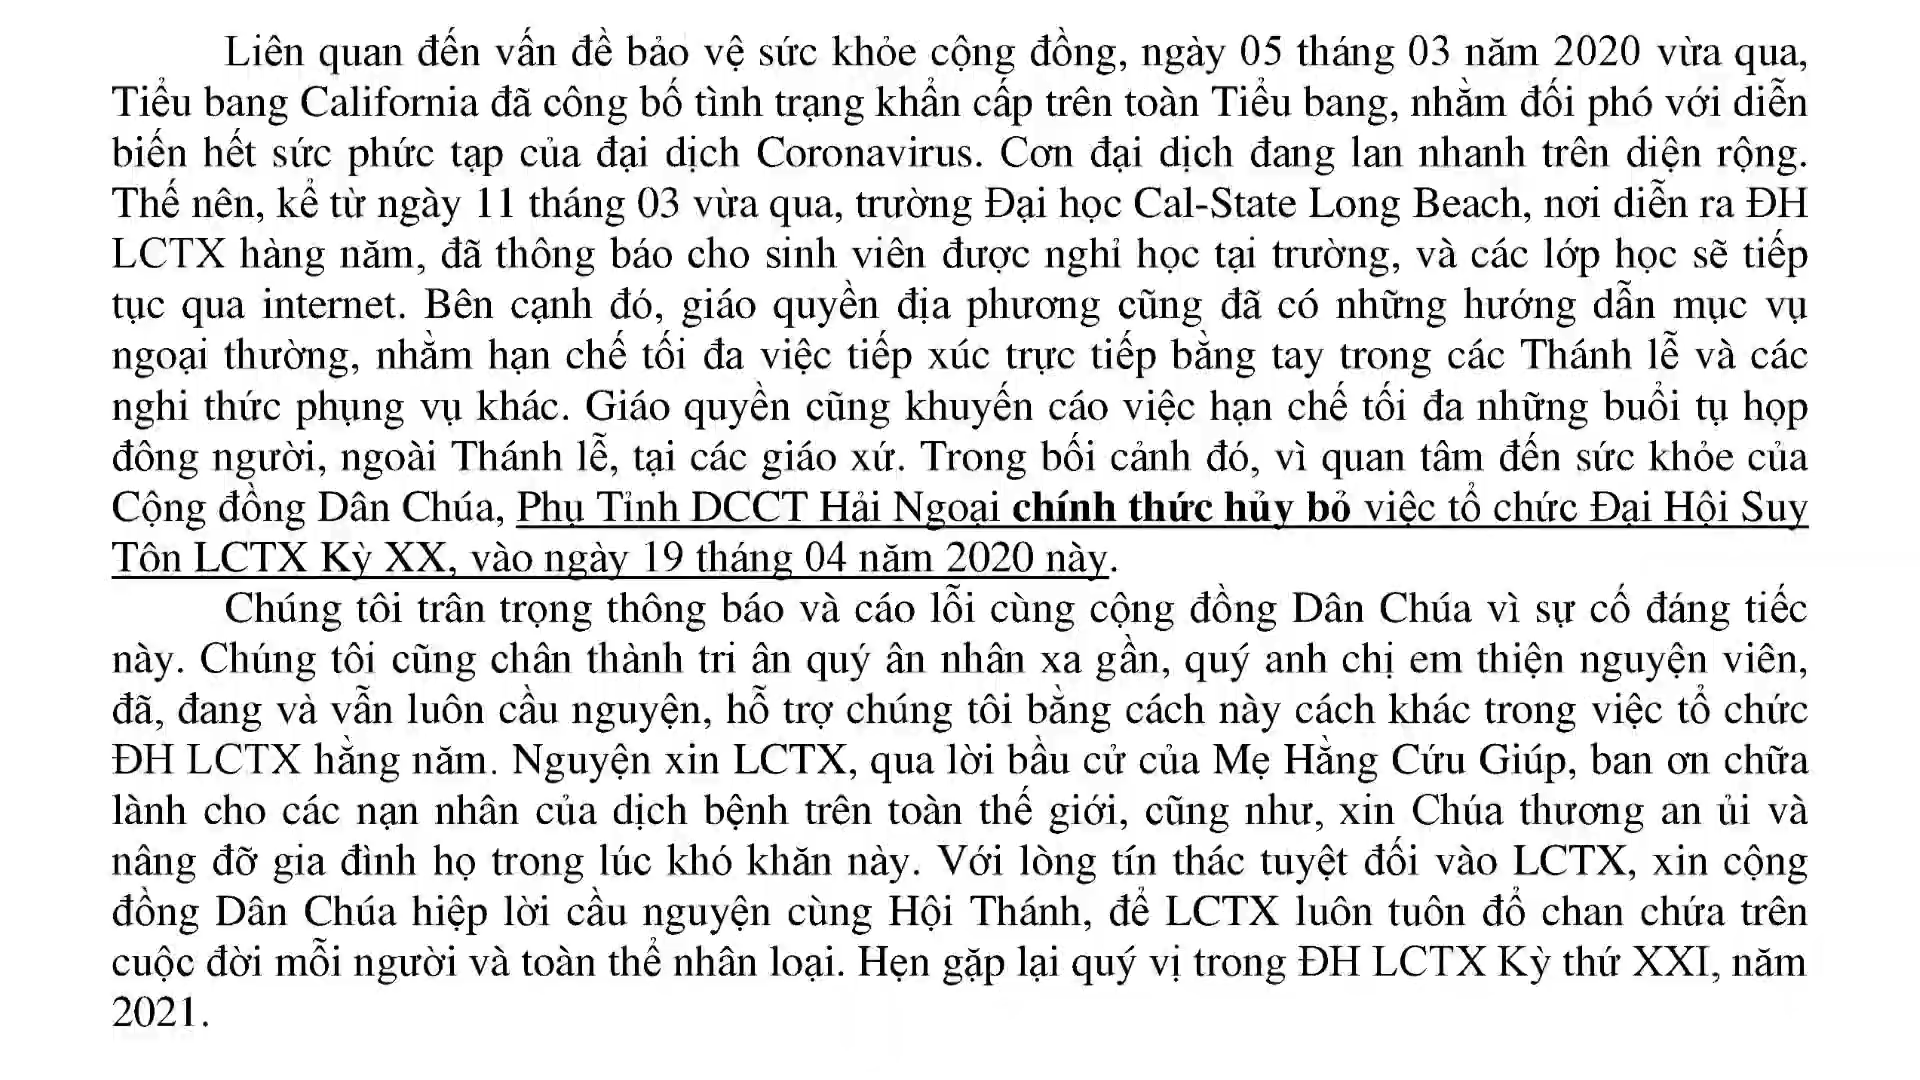 Liên quan đến vấn đề bảo vệ sức khỏe cộng đồng, ngày 05 tháng 03 năm 2020 vừa qua,
Tiểu bang California đã công bố tình trạng khẩn cấp trên toàn Tiểu bang, nhằm đối phó với diễn
biến hết sức phức tạp của đại dịch Coronavirus. Cơn đại dịch đang lan nhanh trên diện rộng.
Thế nên, kể từ ngày 11 tháng 03 vừa qua, trường Đại học Cal-State Long Beach, nơi diễn ra ĐH
LCTX hàng năm, đã thông báo cho sinh viên được nghỉ học tại trường, và các lớp học sẽ tiếp
tục qua internet. Bên cạnh đó, giáo quyền địa phương cũng đã có những hướng dẫn mục vụ
ngoại thường, nhằm hạn chế tối đa việc tiếp xúc trực tiếp bằng tay trong các Thánh lễ và các
nghi thức phụng vụ khác. Giáo quyền cũng khuyến cáo việc hạn chế tối đa những buổi tụ họp
đông người, ngoài Thánh lễ, tại các giáo xứ. Trong bối cảnh đó, vì quan tâm đến sức khỏe của
Cộng đồng Dân Chúa, Phụ Tỉnh DCCT Hải Ngoại chính thức hủy bỏ việc tổ chức Đại Hội Suy
Tôn LCTX Kỳ XX, vào ngày 19 tháng 04 năm 2020 này.
Chúng tôi trân trọng thông báo và cáo lỗi cùng cộng đồng Dân Chúa vì sự cố đáng tiếc
này. Chúng tôi cũng chân thành tri ân quý ân nhân xa gần, quý anh chị em thiện nguyện viên,
đã, đang và vẫn luôn cầu nguyện, hỗ trợ chúng tôi bằng cách này cách khác trong việc tổ chức
ĐH LCTX hằng năm. Nguyện xin LCTX, qua lời bầu cử của Mẹ Hằng Cứu Giúp, ban ơn chữa
lành cho các nạn nhân của dịch bệnh trên toàn thế giới, cũng như, xin Chúa thương an ủi và
nâng đỡ gia đình họ trong lúc khó khăn này. Với lòng tín thác tuyệt đối vào LCTX, xin cộng
đồng Dân Chúa hiệp lời cầu nguyện cùng Hội Thánh, để LCTX luôn tuôn đổ chan chứa trên
cuộc đời mỗi người và toàn thể nhân loại. Hẹn gặp lại quý vị trong ĐH LCTX Kỳ thứ XXI, năm
2021.